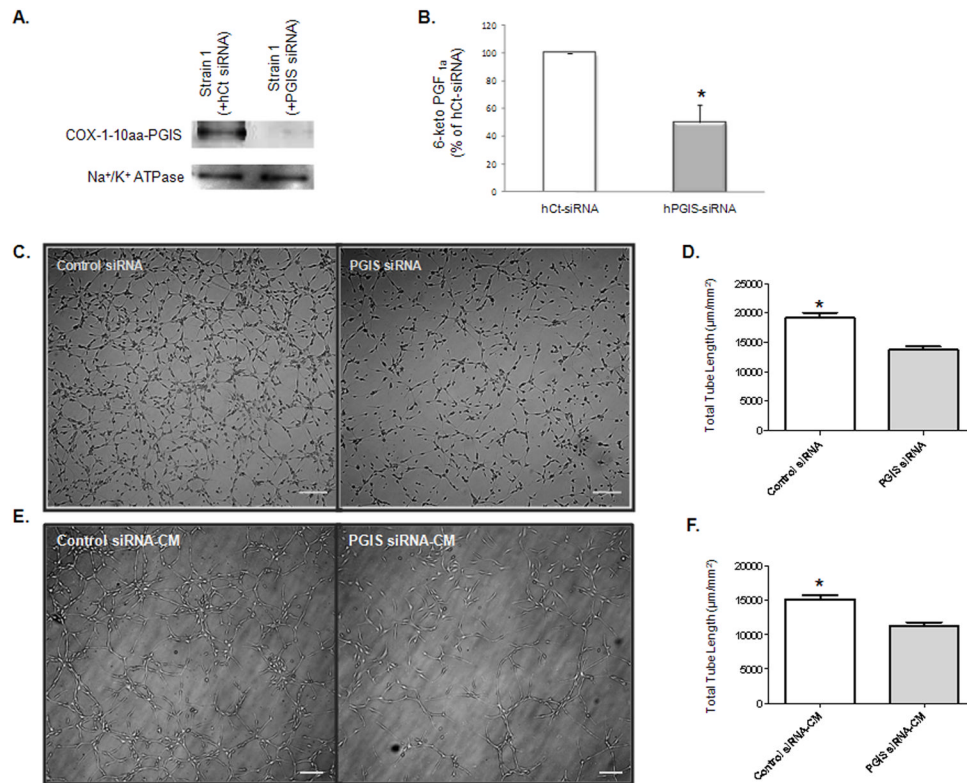 A.
Strain 1
(+hCt siRNA)
Strain 1
(+PGIS siRNA)
COX-1-10aa-PGIS
Na⁺/K⁺ ATPase
B.
6-keto PGF 1a
(% of hCt-siRNA)
120
100
80
60
40
20
0
*
hCt-siRNA
hPGIS-siRNA
C.
Control siRNA
PGIS siRNA
D.
Total Tube Length (µm/mm²)
25000
20000
15000
10000
5000
0
*
Control siRNA
PGIS siRNA
E.
Control siRNA-CM
PGIS siRNA-CM
F.
Total Tube Length (µm/mm²)
20000
15000
10000
5000
0
*
Control siRNA-CM
PGIS siRNA-CM